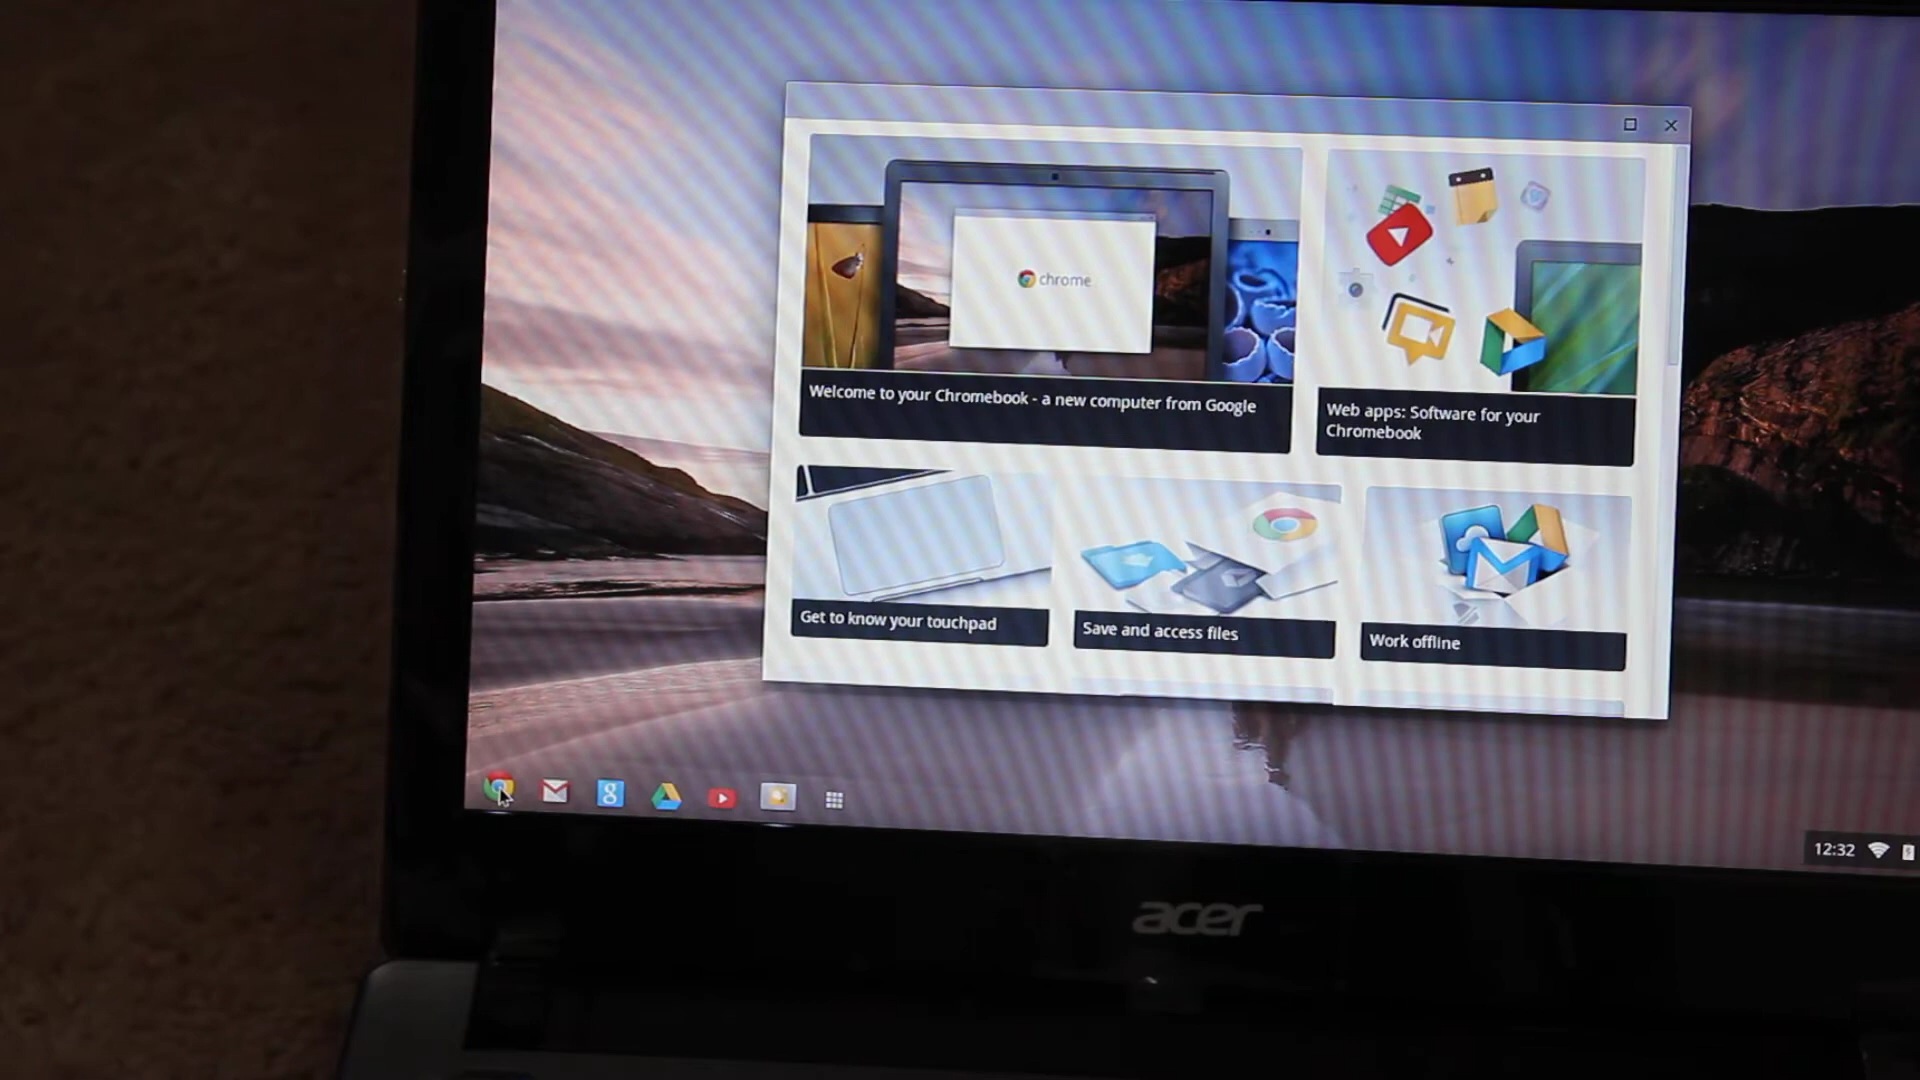 chrome
Welcome to your Chromebook - a new computer from Google
Web apps: Software for your
Chromebook
Get to know your touchpad
Save and access files
Work offline
g
12:32
acer